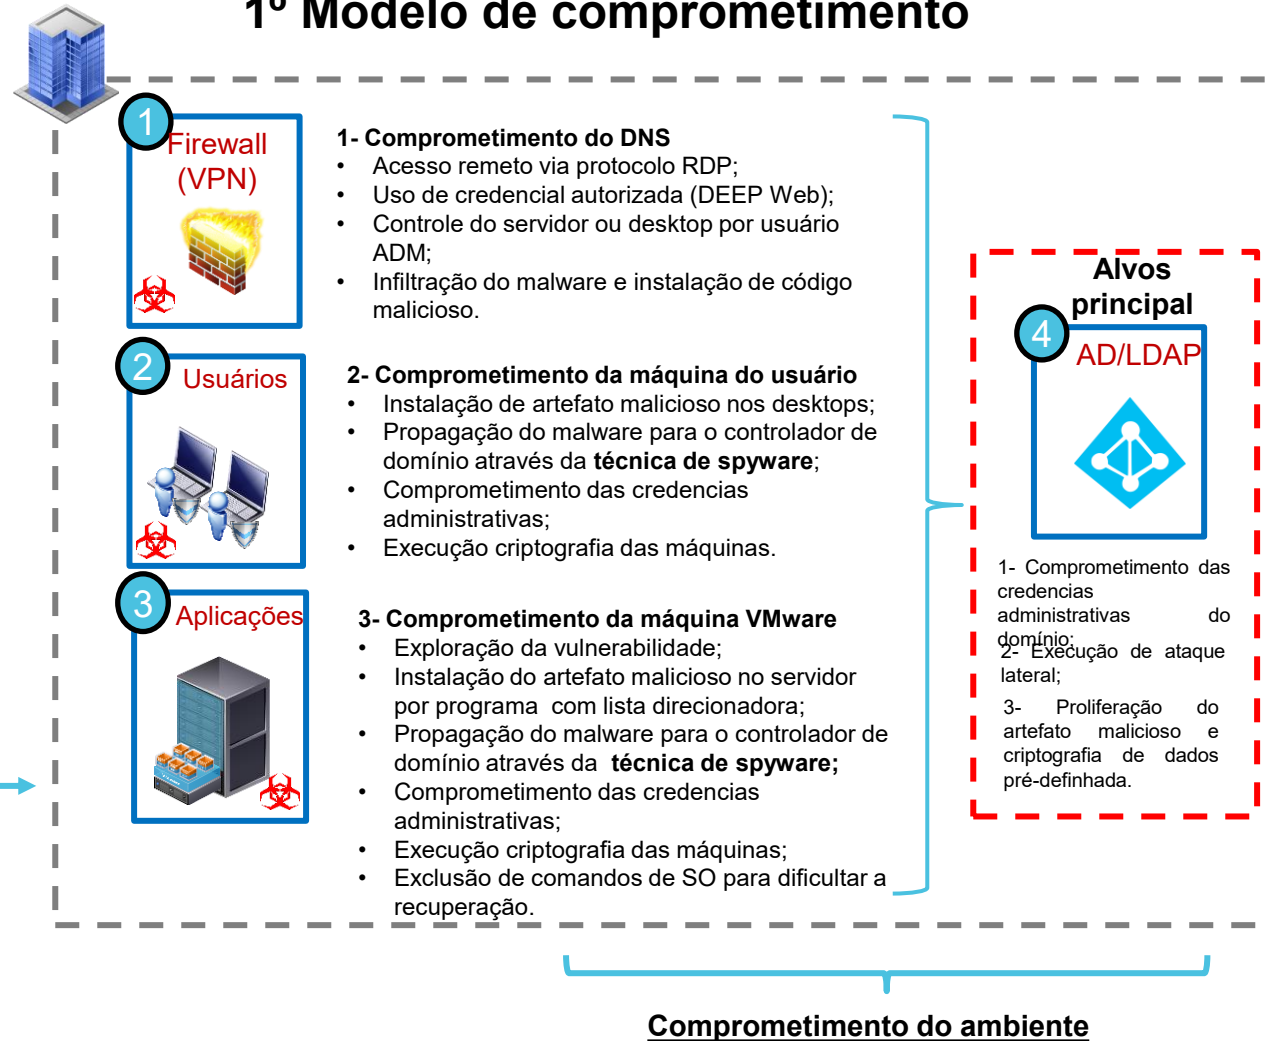 1º Modelo de comprometimento
1
Firewall
(VPN)
1- Comprometimento do DNS
• Acesso remeto via protocolo RDP;
• Uso de credencial autorizada (DEEP Web);
• Controle do servidor ou desktop por usuário
ADM;
• Infiltração do malware e instalação de código
malicioso.
2
Usuários
2- Comprometimento da máquina do usuário
• Instalação de artefato malicioso nos desktops;
• Propagação do malware para o controlador de
domínio através da técnica de spyware;
• Comprometimento das credencias
administrativas;
• Execução criptografia das máquinas.
3
Aplicações
3- Comprometimento da máquina VMware
• Exploração da vulnerabilidade;
• Instalação do artefato malicioso no servidor
por programa com lista direcionadora;
• Propagação do malware para o controlador de
domínio através da técnica de spyware;
• Comprometimento das credencias
administrativas;
• Execução criptografia das máquinas;
• Exclusão de comandos de SO para dificultar a
recuperação.
Alvos
principal
4
AD/LDAP
1- Comprometimento das
credencias
administrativas do
domínio;
2- Execução de ataque
lateral;
3- Proliferação do
artefato malicioso e
criptografia de dados
pré-definhada.
Comprometimento do ambiente